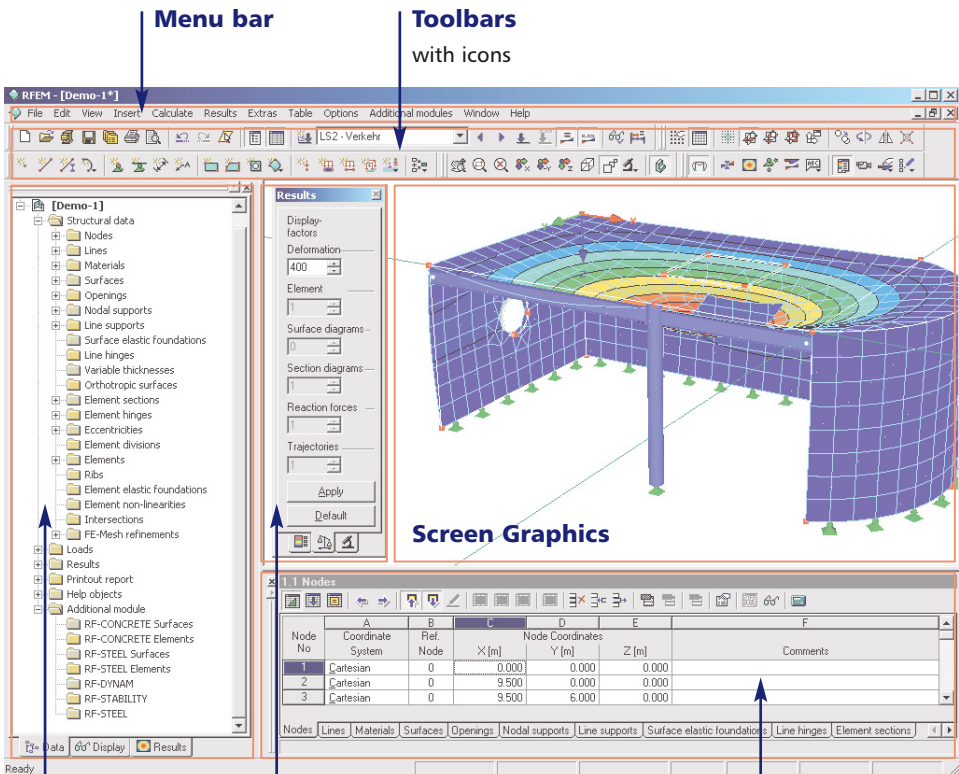 Menu bar
Toolbars
with icons
RFEM - [Demo-1*]
File Edit View Insert Calculate Results Extras Table Options Additional modules Window Help
LS2 - Verkehr
[Demo-1]
Structural data
Nodes
Lines
Materials
Surfaces
Openings
Nodal supports
Line supports
Surface elastic foundations
Line hinges
Variable thicknesses
Orthotropic surfaces
Element sections
Element hinges
Eccentricities
Element divisions
Elements
Ribs
Element elastic foundations
Element non-linearities
Intersections
FE-Mesh refinements
Loads
Results
Printout report
Help objects
Additional module
RF-CONCRETE Surfaces
RF-CONCRETE Elements
RF-STEEL Surfaces
RF-STEEL Elements
RF-DYNAM
RF-STABILITY
RF-STEEL
Data Display Results
Ready
Results
Display-
factors
Deformation
400
Element
1
Surface diagrams
0
Section diagrams
1
Reaction forces
1
Trajectories
1
Apply
Default
Screen Graphics
1.1 Nodes
A B C D E F
Node Coordinate Ref. Node Coordinates
No System Node X [m] Y [m] Z [m] Comments
1 Cartesian 0 0.000 0.000 0.000
2 Cartesian 0 9.500 0.000 0.000
3 Cartesian 0 9.500 6.000 0.000
Nodes Lines Materials Surfaces Openings Nodal supports Line supports Surface elastic foundations Line hinges Element sections